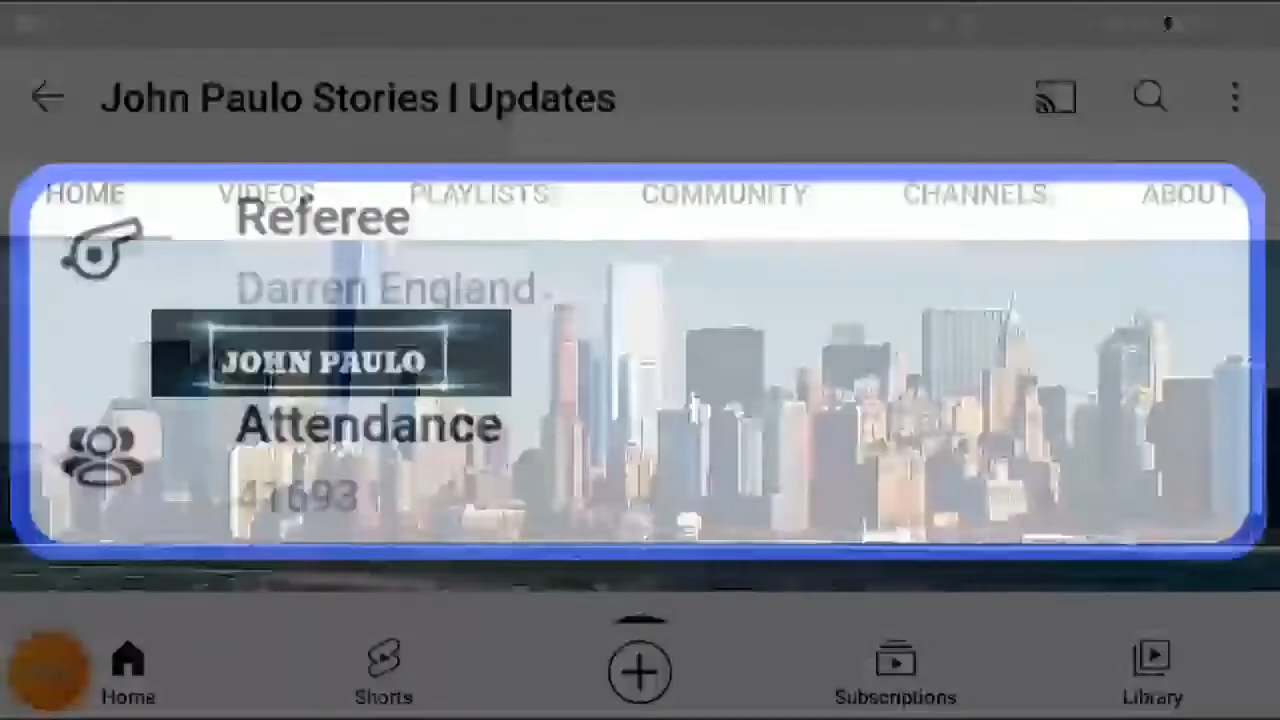 John Paulo Stories I Updates
HOME VIDEOS PLAYLISTS COMMUNITY CHANNELS ABOUT
Referee
Darren England
JOHN PAULO
Attendance
41693
Home Shorts Subscriptions Library